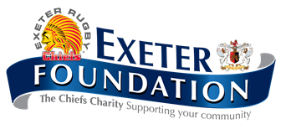 EXETER RUGBY
Chiefs
EXETER
FOUNDATION
The Chiefs Charity Supporting your community